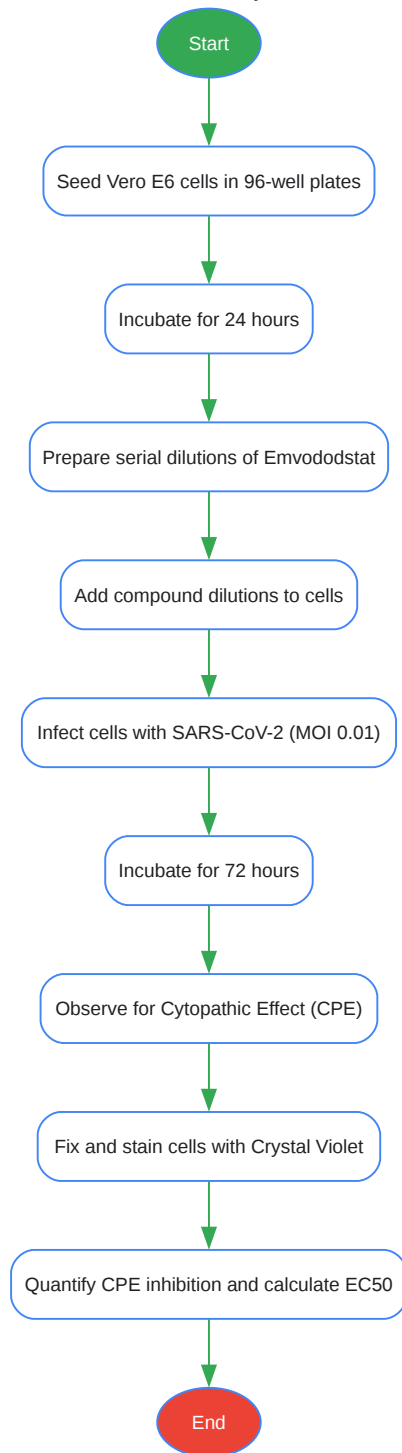 Start
Seed Vero E6 cells in 96-well plates
Incubate for 24 hours
Prepare serial dilutions of Emvododstat
Add compound dilutions to cells
Infect cells with SARS-CoV-2 (MOI 0.01)
Incubate for 72 hours
Observe for Cytopathic Effect (CPE)
Fix and stain cells with Crystal Violet
Quantify CPE inhibition and calculate EC50
End